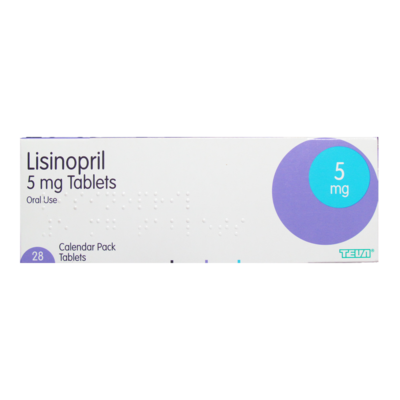 Lisinopril
5 mg Tablets
Oral Use
5
mg
28
Calendar Pack
Tablets
TEVA